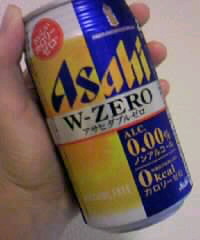 Asahi
W-ZERO
アサヒダブルゼロ
ALC.
0.00%
ノンアルコール
0kcal
カロリーゼロ